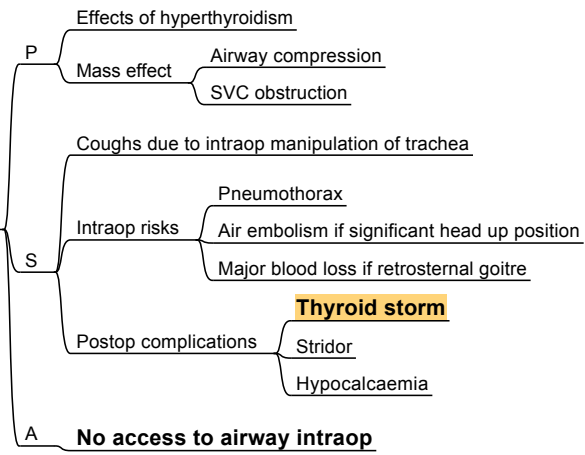 P
Effects of hyperthyroidism
Mass effect
Airway compression
SVC obstruction
S
Coughs due to intraop manipulation of trachea
Intraop risks
Pneumothorax
Air embolism if significant head up position
Major blood loss if retrosternal goitre
Postop complications
Thyroid storm
Stridor
Hypocalcaemia
A
No access to airway intraop